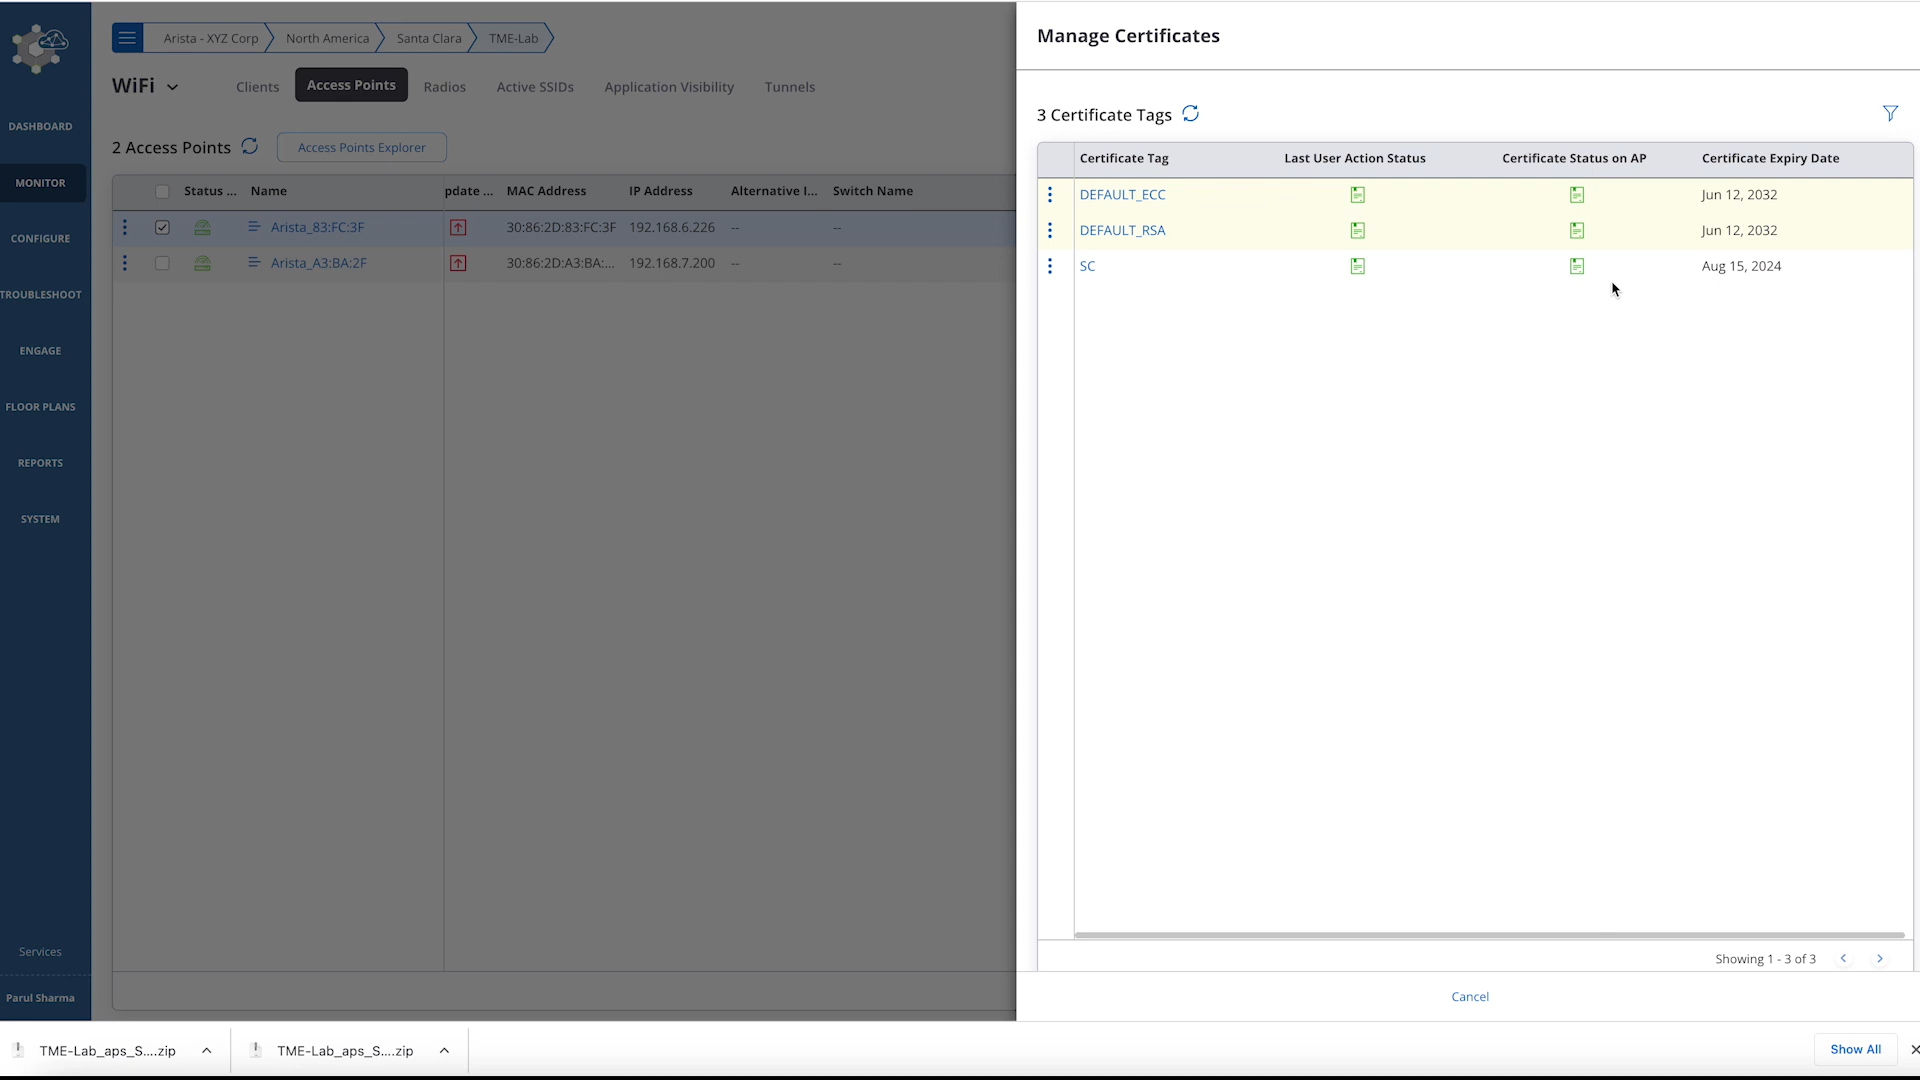 Arista - XYZ Corp North America Santa Clara TME-Lab
WiFi Clients Access Points Radios Active SSIDs Application Visibility Tunnels
2 Access Points Access Points Explorer
Status ... Name pdate ... MAC Address IP Address Alternative I... Switch Name
Arista_83:FC:3F 30:86:2D:83:FC:3F 192.168.6.226 -- --
Arista_A3:BA:2F 30:86:2D:A3:BA:... 192.168.7.200 -- --
DASHBOARD
MONITOR
CONFIGURE
TROUBLESHOOT
ENGAGE
FLOOR PLANS
REPORTS
SYSTEM
Services
Parul Sharma
Manage Certificates
3 Certificate Tags
Certificate Tag Last User Action Status Certificate Status on AP Certificate Expiry Date
DEFAULT_ECC Jun 12, 2032
DEFAULT_RSA Jun 12, 2032
SC Aug 15, 2024
Showing 1 - 3 of 3
Cancel
TME-Lab_aps_S....zip TME-Lab_aps_S....zip Show All